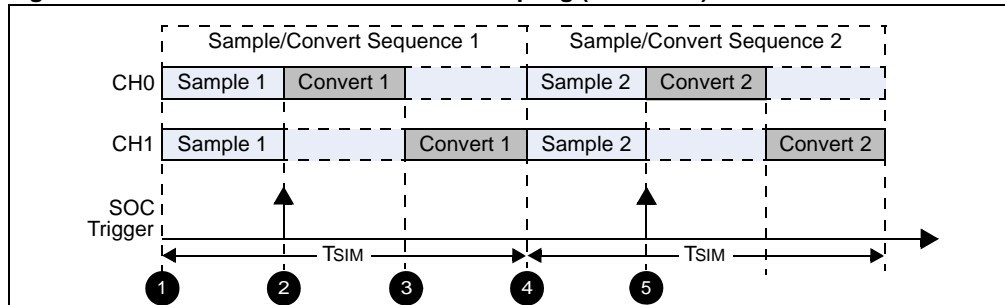 Sample/Convert Sequence 1 Sample/Convert Sequence 2
CH0 Sample 1 Convert 1 Sample 2 Convert 2
CH1 Sample 1 Convert 1 Sample 2 Convert 2
SOC
Trigger
TSIM TSIM
1 2 3 4 5